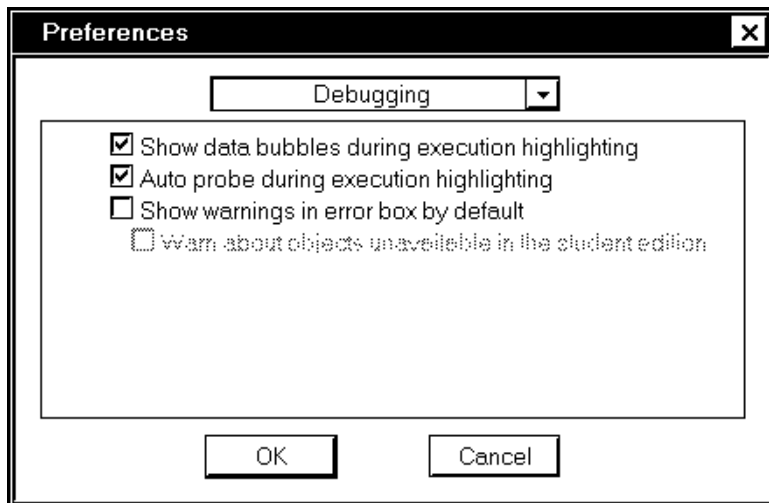 Preferences
Debugging
Show data bubbles during execution highlighting
Auto probe during execution highlighting
Show warnings in error box by default
Warn about objects unavailable in the student edition
OK
Cancel